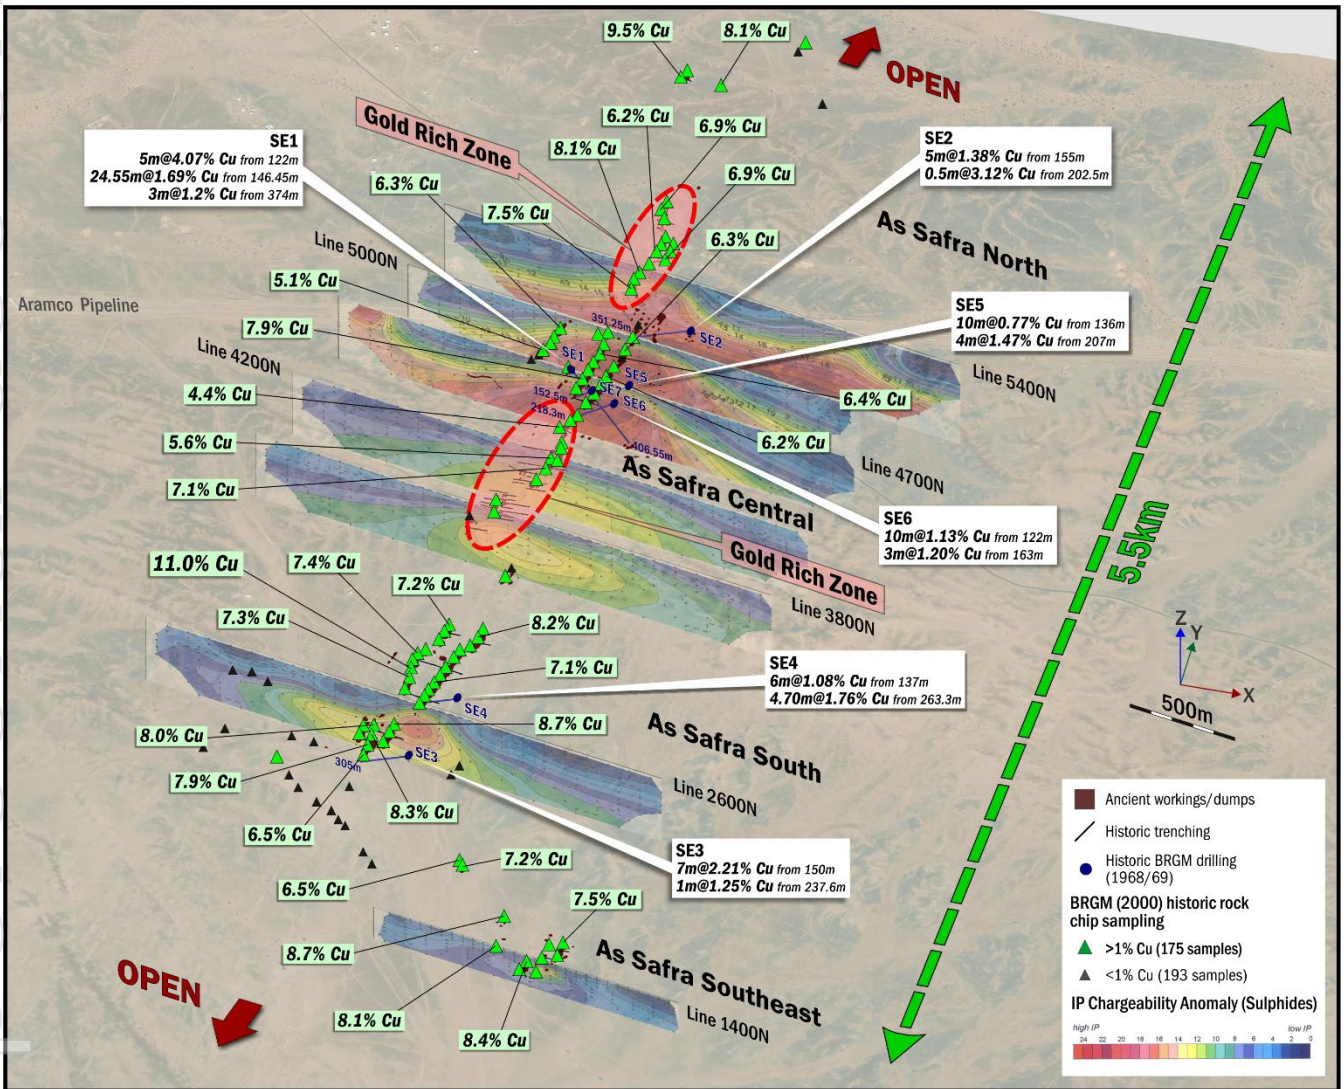 9.5% Cu
8.1% Cu
OPEN
Gold Rich Zone
6.2% Cu
6.9% Cu
8.1% Cu
SE1
5m@4.07% Cu from 122m
24.55m@1.69% Cu from 146.45m
3m@1.2% Cu from 374m
SE2
5m@1.38% Cu from 155m
0.5m@3.12% Cu from 202.5m
6.3% Cu
6.9% Cu
7.5% Cu
6.3% Cu
As Safra North
Line 5000N
5.1% Cu
Aramco Pipeline
SE5
10m@0.77% Cu from 136m
4m@1.47% Cu from 207m
7.9% Cu
351.25m
SE2
Line 4200N
SE1
SE5
Line 5400N
4.4% Cu
152.5m
SE7
SE6
218.3m
6.4% Cu
5.6% Cu
406.55m
6.2% Cu
7.1% Cu
As Safra Central
Line 4700N
SE6
10m@1.13% Cu from 122m
3m@1.20% Cu from 163m
5.5km
Gold Rich Zone
11.0% Cu
7.4% Cu
7.2% Cu
Line 3800N
7.3% Cu
8.2% Cu
7.1% Cu
SE4
6m@1.08% Cu from 137m
4.70m@1.76% Cu from 263.3m
Z
Y
X
500m
SE4
8.0% Cu
8.7% Cu
As Safra South
7.9% Cu
305m
SE3
Line 2600N
6.5% Cu
8.3% Cu
SE3
7m@2.21% Cu from 150m
1m@1.25% Cu from 237.6m
7.2% Cu
6.5% Cu
7.5% Cu
8.7% Cu
As Safra Southeast
OPEN
8.1% Cu
8.4% Cu
Line 1400N
Ancient workings/dumps
Historic trenching
Historic BRGM drilling
(1968/69)
BRGM (2000) historic rock
chip sampling
>1% Cu (175 samples)
<1% Cu (193 samples)
IP Chargeability Anomaly (Sulphides)
high IP
low IP
24 22 20 18 16 14 12 10 8 6 4 2 0